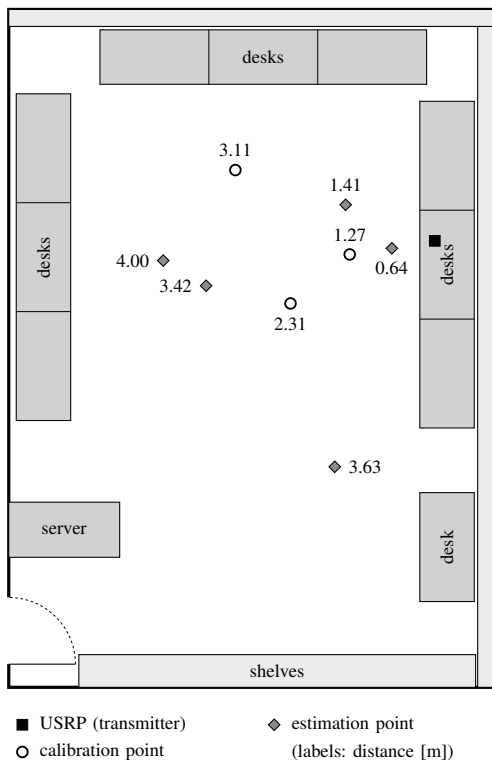 desks
3.11
1.41
desks
4.00
1.27
0.64
desks
3.42
2.31
3.63
server
desk
shelves
USRP (transmitter)
estimation point
calibration point
(labels: distance [m])